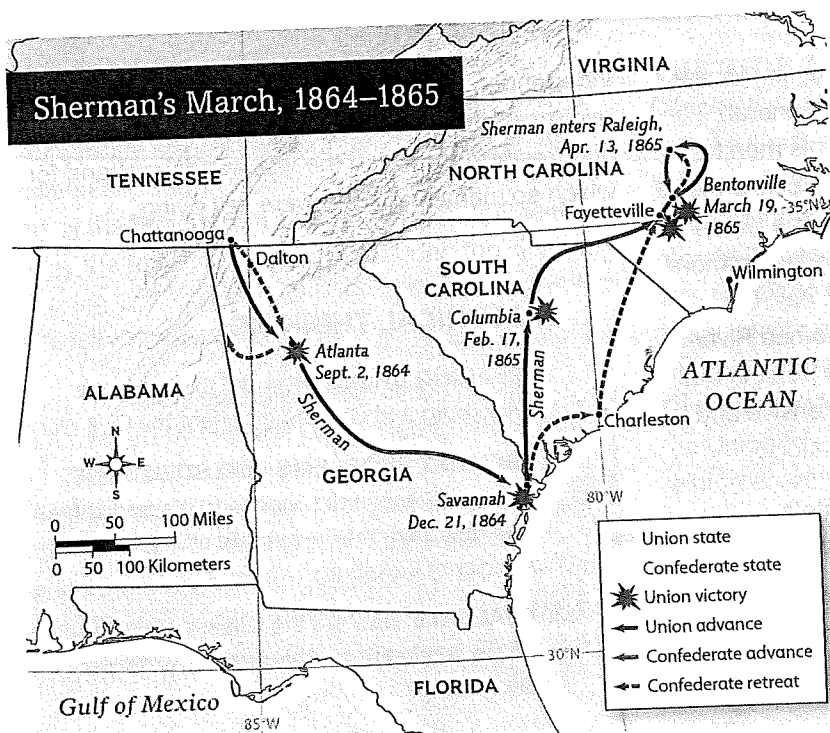 Sherman's March, 1864–1865
VIRGINIA
Sherman enters Raleigh,
Apr. 13, 1865
TENNESSEE
NORTH CAROLINA
Bentonville
March 19,
1865
35°N
Fayetteville
Chattanooga
Dalton
SOUTH
CAROLINA
Wilmington
Columbia
Feb. 17,
1865
Atlanta
Sept. 2, 1864
ATLANTIC
OCEAN
ALABAMA
Sherman
Sherman
Charleston
N
W E
S
GEORGIA
Savannah
Dec. 21, 1864
80°W
0 50 100 Miles
0 50 100 Kilometers
Union state
Confederate state
Union victory
Union advance
Confederate advance
Confederate retreat
30°N
FLORIDA
Gulf of Mexico
85°W